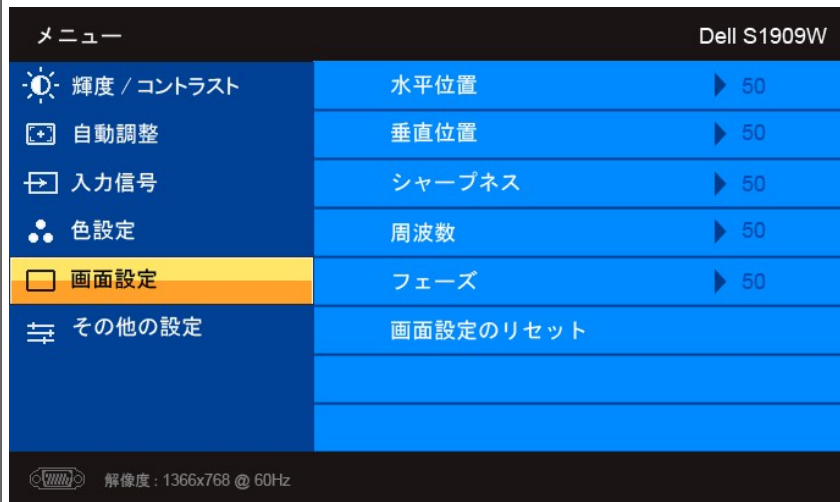 メニュー Dell S1909W
輝度 / コントラスト 水平位置 50
自動調整 垂直位置 50
入力信号 シャープネス 50
色設定 周波数 50
画面設定 フェーズ 50
その他の設定 画面設定のリセット
解像度 : 1366x768 @ 60Hz